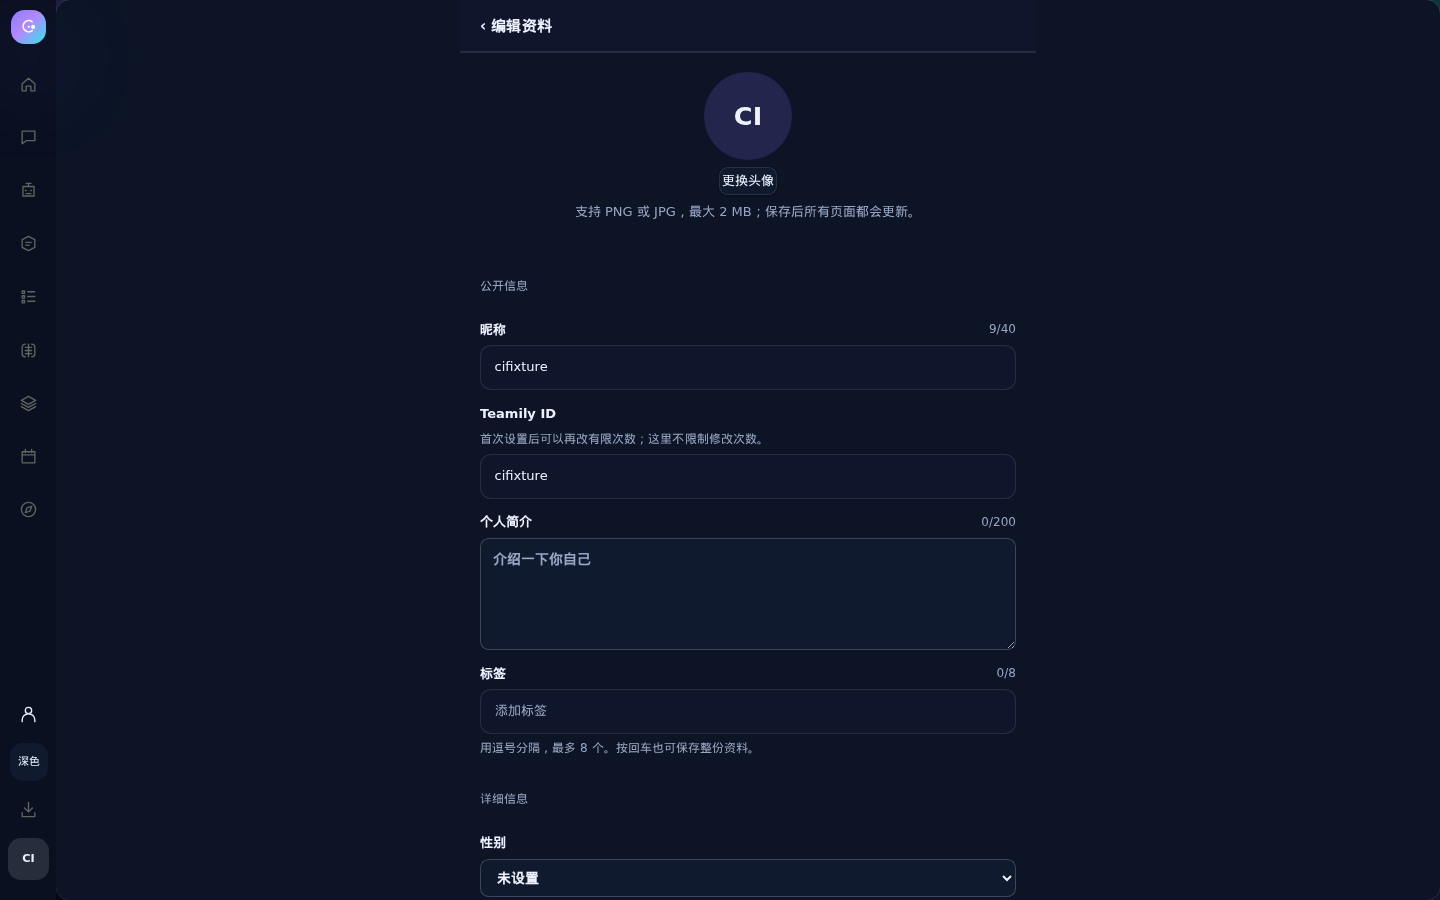 ‹ 编辑资料
CI
更换头像
支持 PNG 或 JPG，最大 2 MB；保存后所有页面都会更新。
公开信息
昵称 9/40
cifixture
Teamily ID
首次设置后可以再改有限次数；这里不限制修改次数。
cifixture
个人简介 0/200
介绍一下你自己
标签 0/8
添加标签
用逗号分隔，最多 8 个。按回车也可保存整份资料。
详细信息
性别
未设置
深色
CI